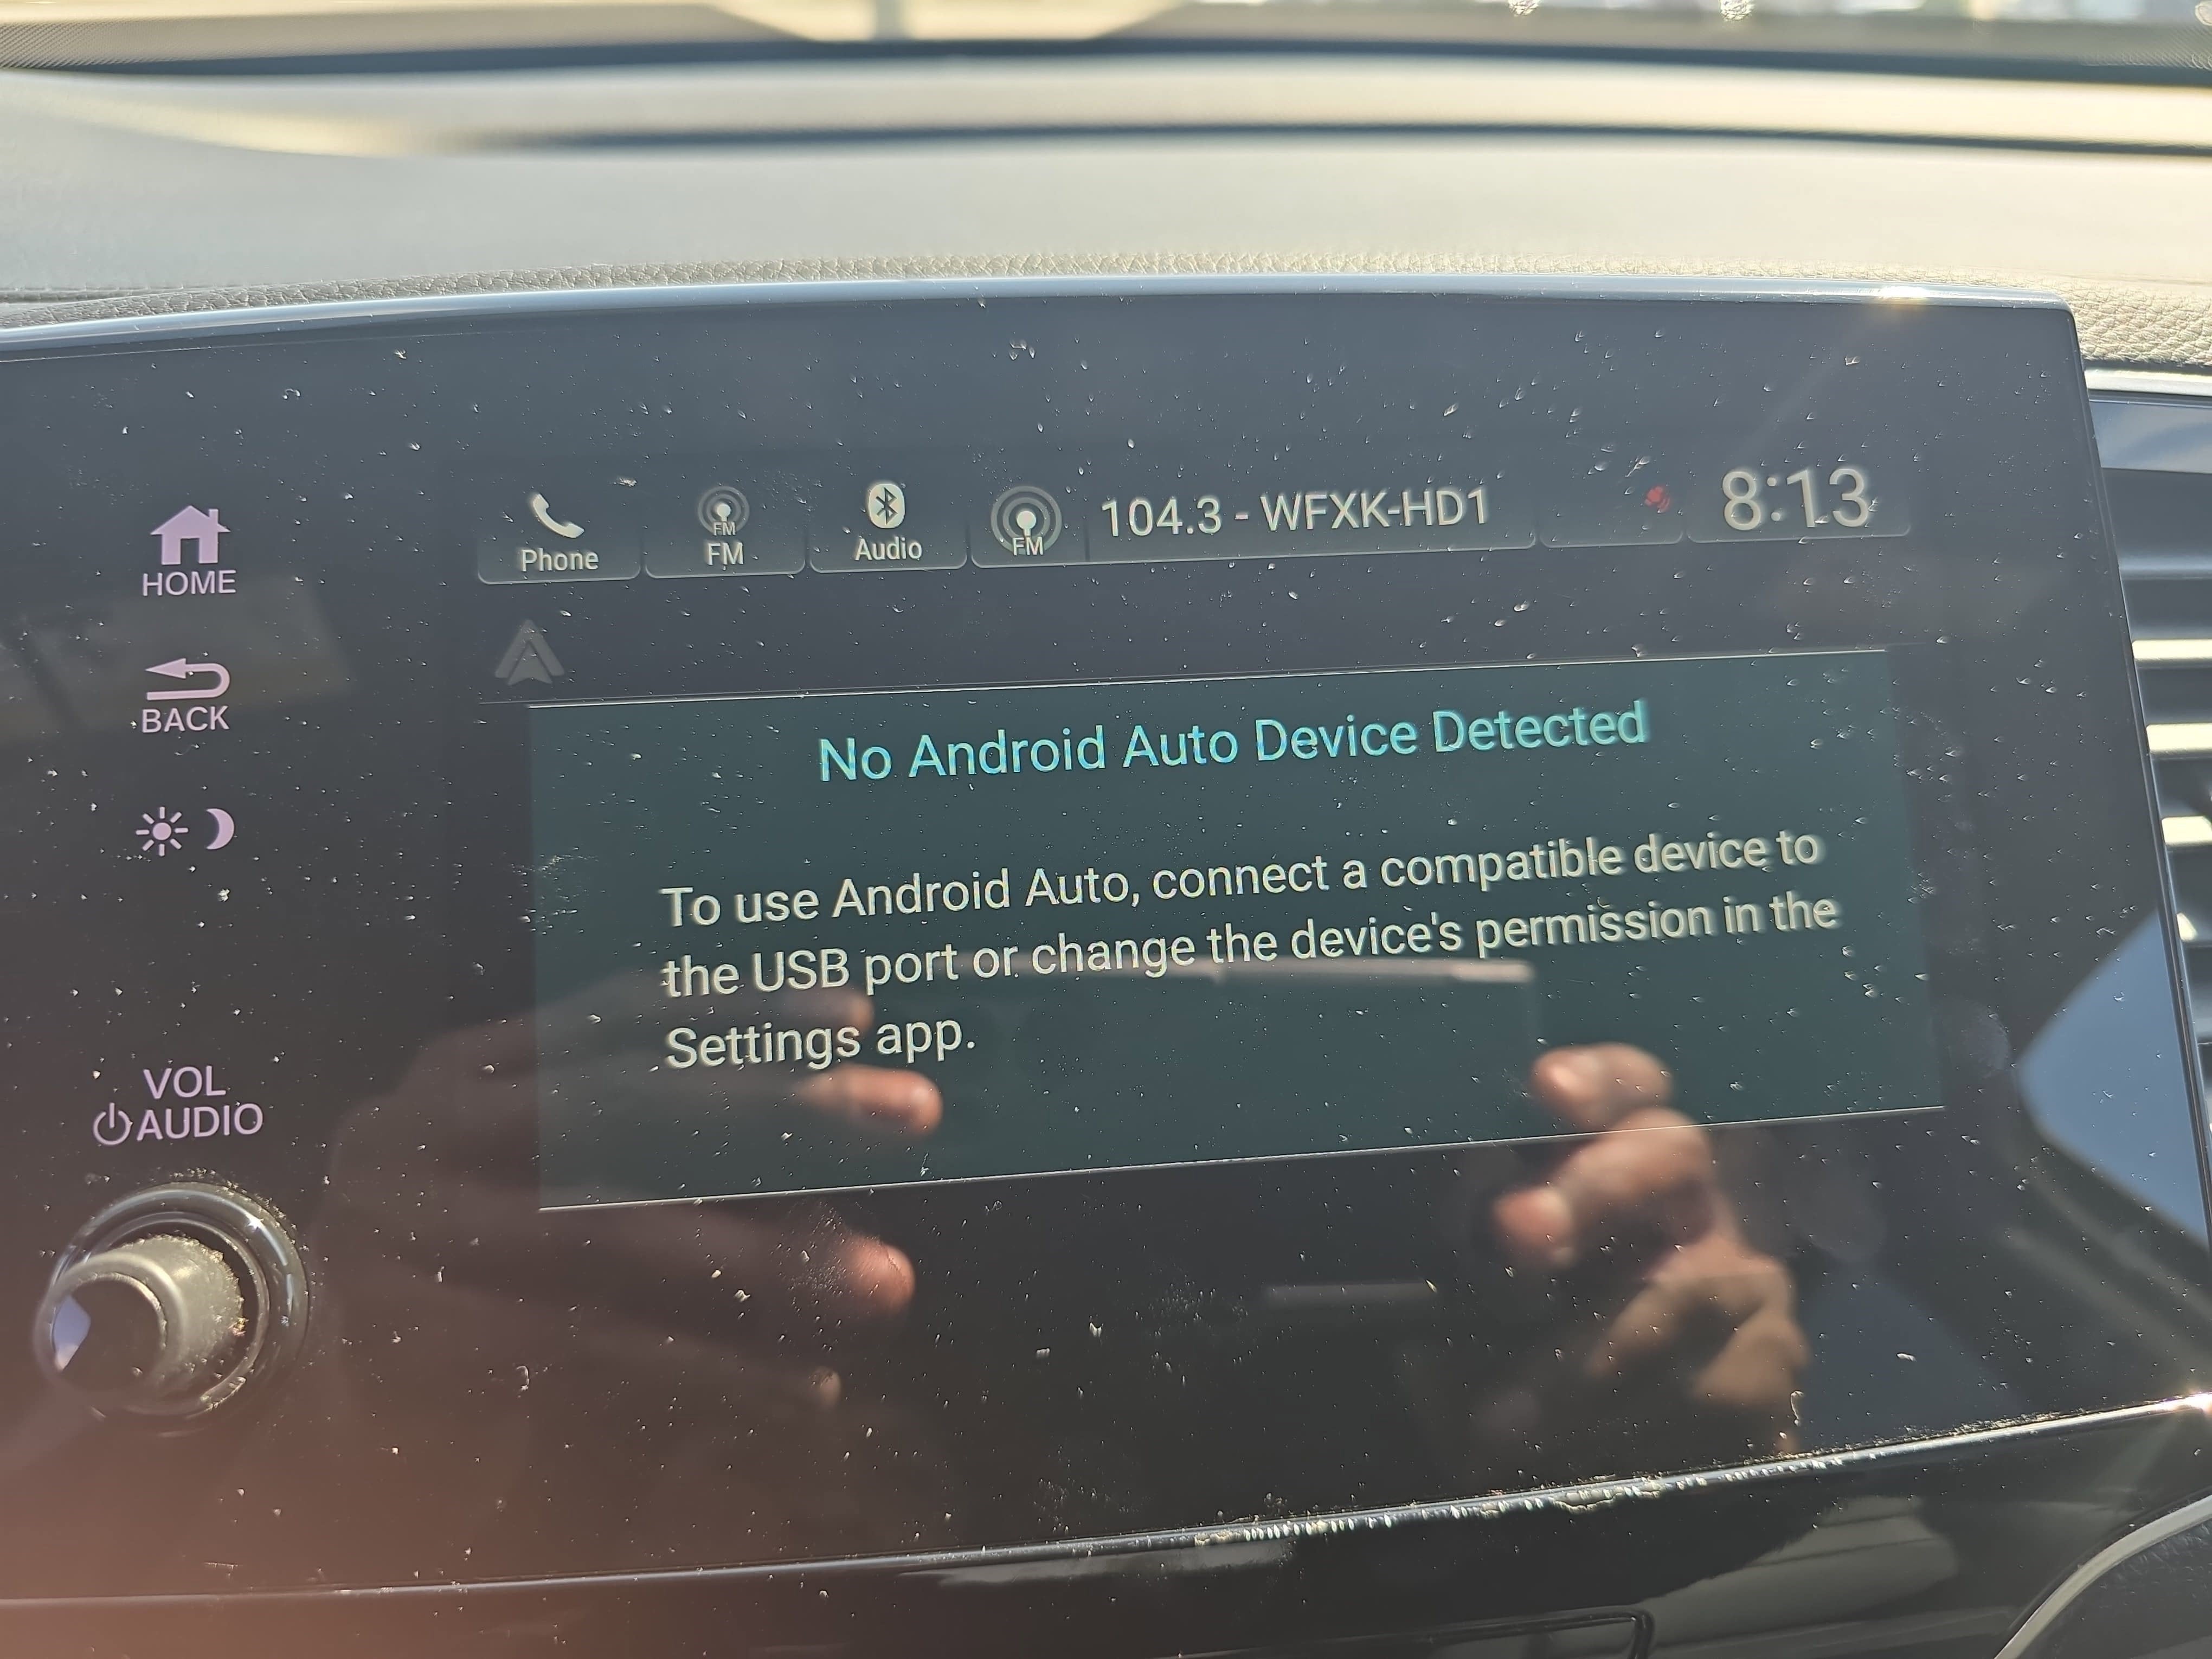 HOME
BACK
VOL
AUDIO
Phone
FM
FM
Audio
FM
104.3 - WFXK-HD1
8:13
No Android Auto Device Detected
To use Android Auto, connect a compatible device to
the USB port or change the device's permission in the
Settings app.